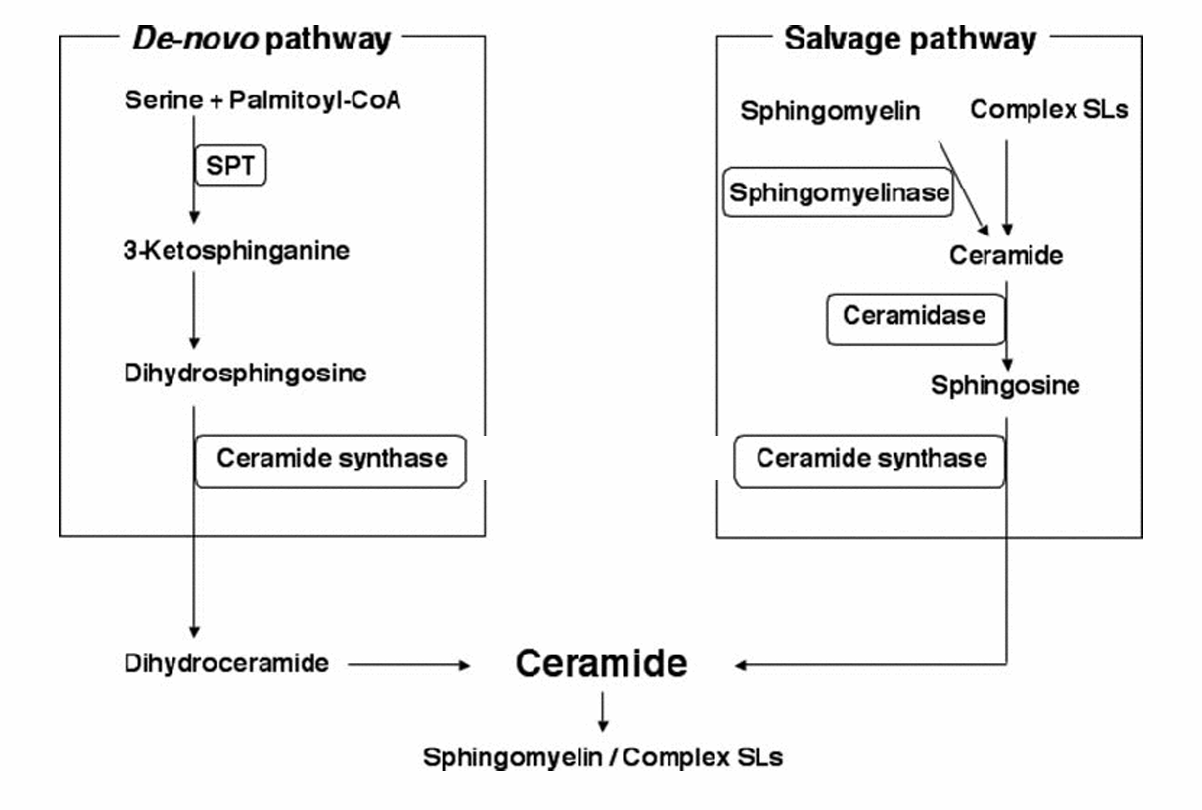 De-novo pathway
Serine + Palmitoyl-CoA
SPT
3-Ketosphinganine
Dihydrosphingosine
Ceramide synthase
Dihydroceramide
Salvage pathway
Sphingomyelin
Complex SLs
Sphingomyelinase
Ceramide
Ceramidase
Sphingosine
Ceramide synthase
Ceramide
Sphingomyelin / Complex SLs